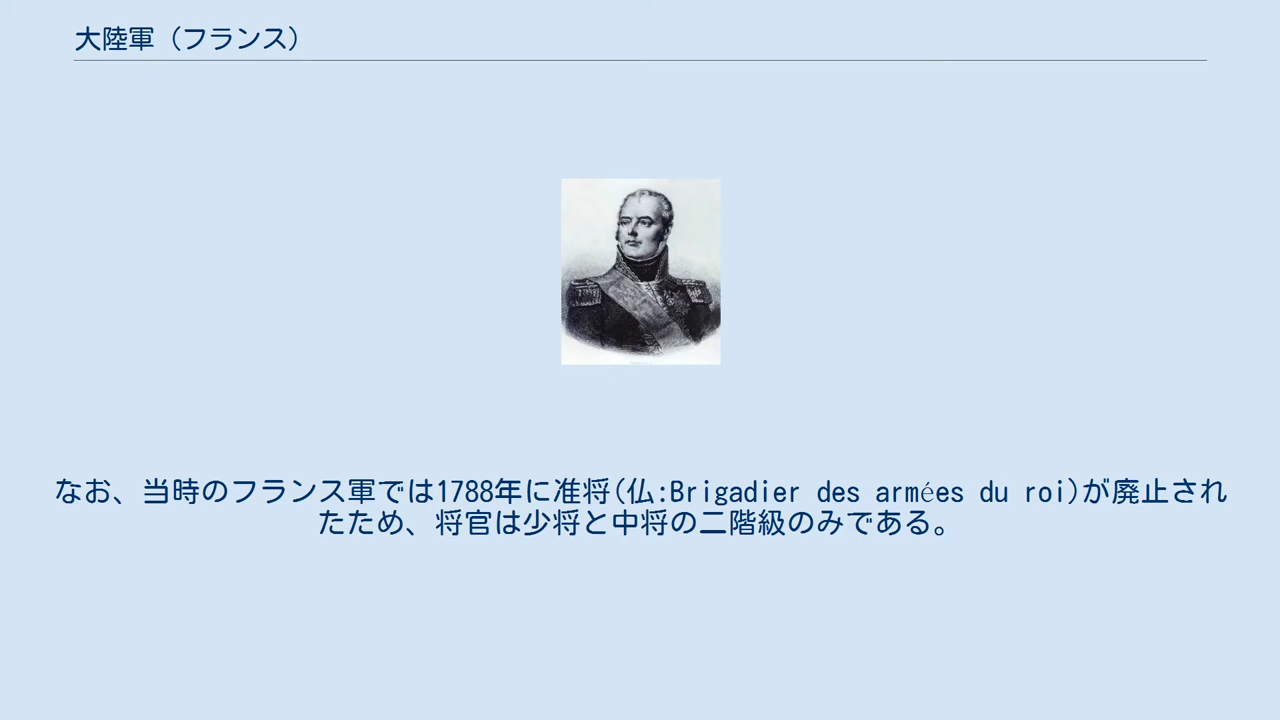 大陸軍（フランス）
なお、当時のフランス軍では1788年に准将(仏:Brigadier des armées du roi)が廃止され
たため、将官は少将と中将の二階級のみである。